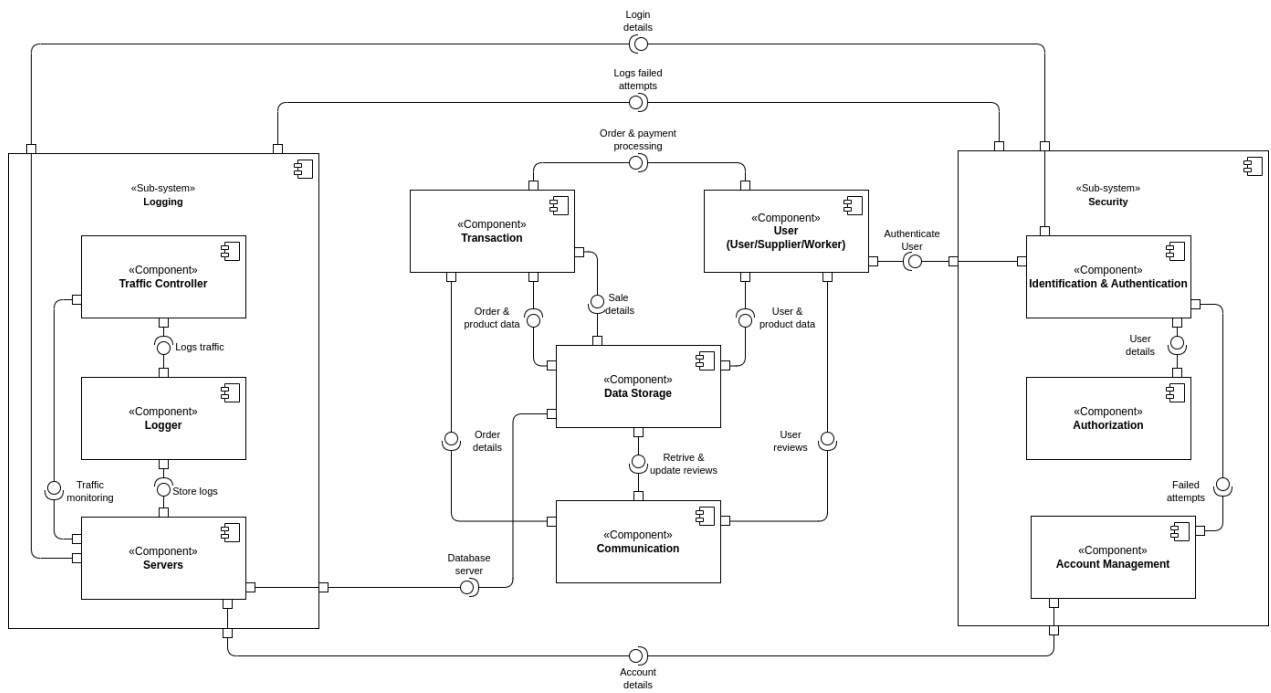 Login
details
Logs failed
attempts
Order & payment
processing
«Sub-system»
Logging
«Sub-system»
Security
«Component»
Transaction
«Component»
User
(User/Supplier/Worker)
Authenticate
User
«Component»
Traffic Controller
«Component»
Identification & Authentication
Order &
product data
Sale
details
User &
product data
Logs traffic
User
details
«Component»
Data Storage
«Component»
Logger
«Component»
Authorization
Order
details
User
reviews
Retrive &
update reviews
Traffic
monitoring
Store logs
Failed
attempts
«Component»
Communication
«Component»
Servers
«Component»
Account Management
Database
server
Account
details